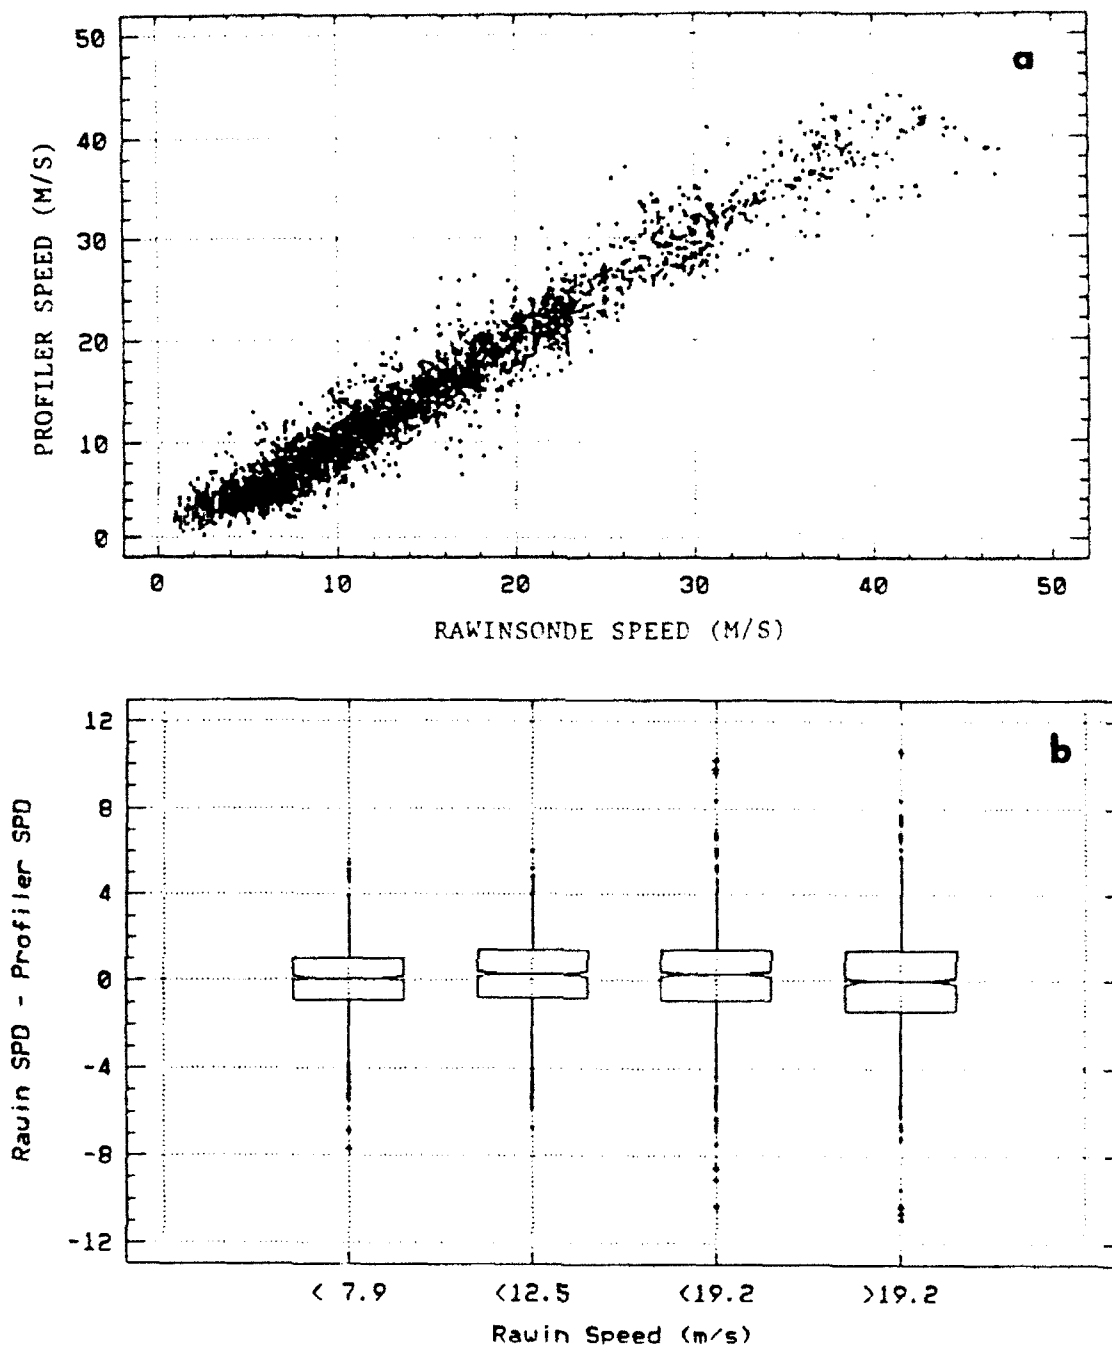 a
50
40
30
20
10
0
PROFILER SPEED (M/S)
0 10 20 30 40 50
RAWINSONDE SPEED (M/S)
b
12
8
4
0
-4
-8
-12
Rawin SPD - Profiler SPD
< 7.9 <12.5 <19.2 >19.2
Rawin Speed (m/s)